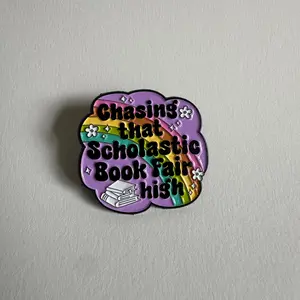 Chasing
that
Scholastic
Book Fair
high